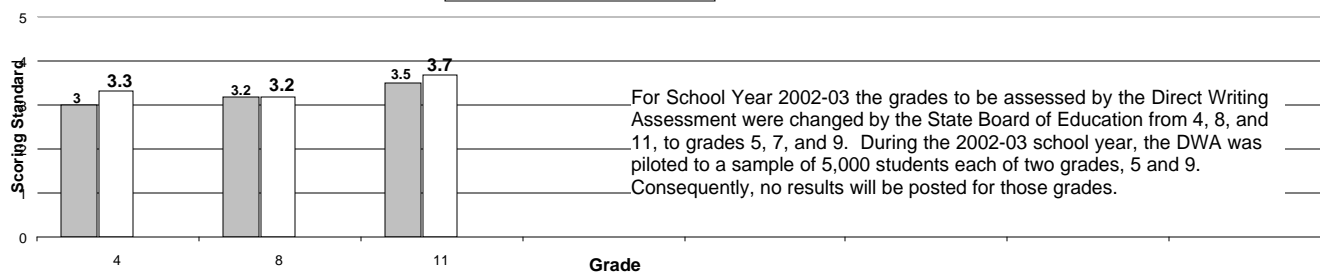 5
4
3
2
1
0
Scoring Standard
3
3.3
3.2
3.2
3.5
3.7
For School Year 2002-03 the grades to be assessed by the Direct Writing
Assessment were changed by the State Board of Education from 4, 8, and
11, to grades 5, 7, and 9. During the 2002-03 school year, the DWA was
piloted to a sample of 5,000 students each of two grades, 5 and 9.
Consequently, no results will be posted for those grades.
4
8
11
Grade